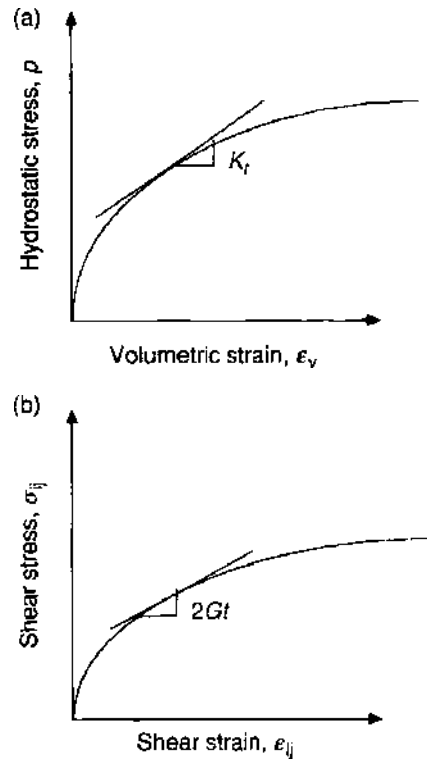 (a)
Hydrostatic stress, p
K_t
Volumetric strain, ε_v
(b)
Shear stress, σ_ij
2Gt
Shear strain, ε_ij